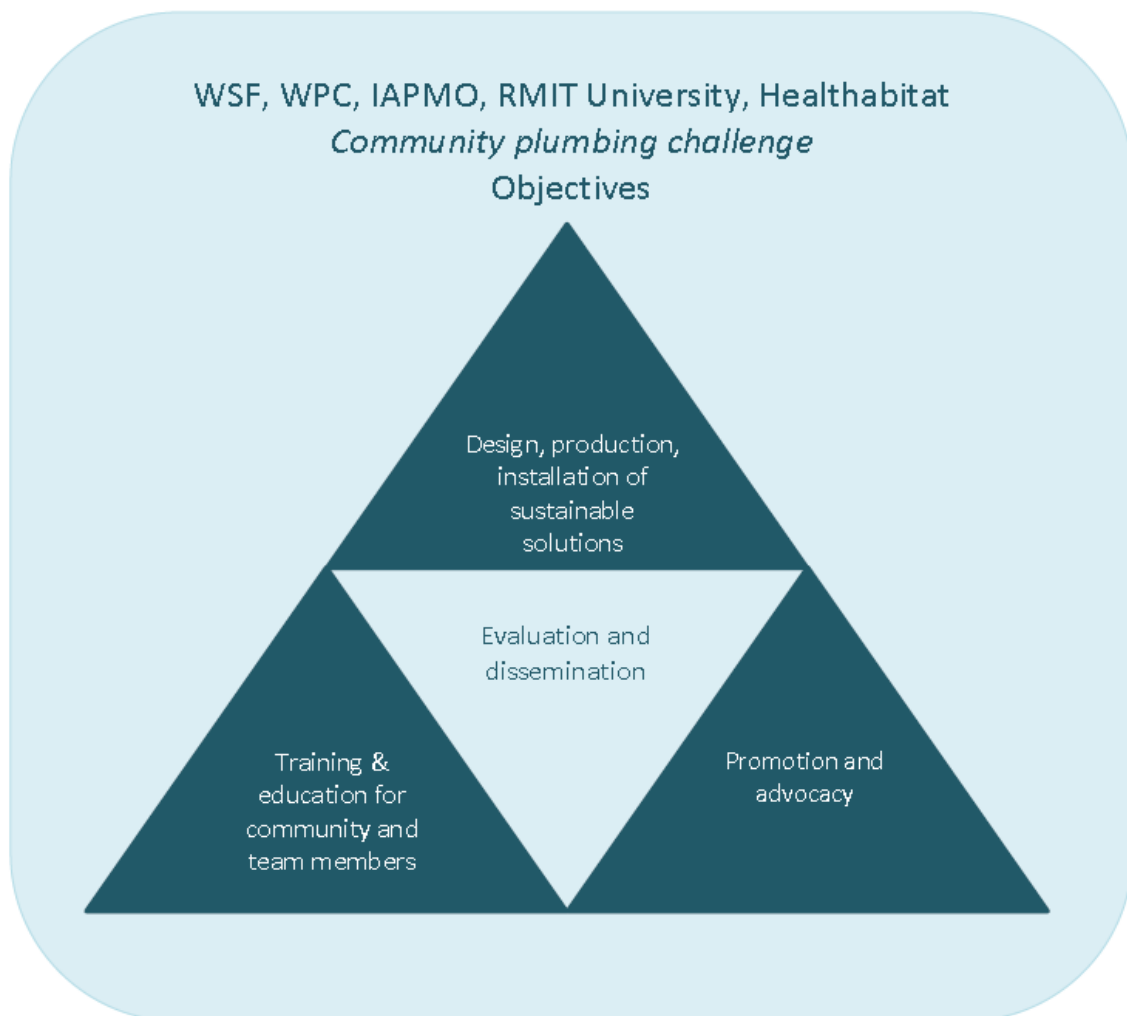 WSF, WPC, IAPMO, RMIT University, Healthabitat
Community plumbing challenge
Objectives
Design, production,
installation of
sustainable
solutions
Evaluation and
dissemination
Training &
education for
community and
team members
Promotion and
advocacy